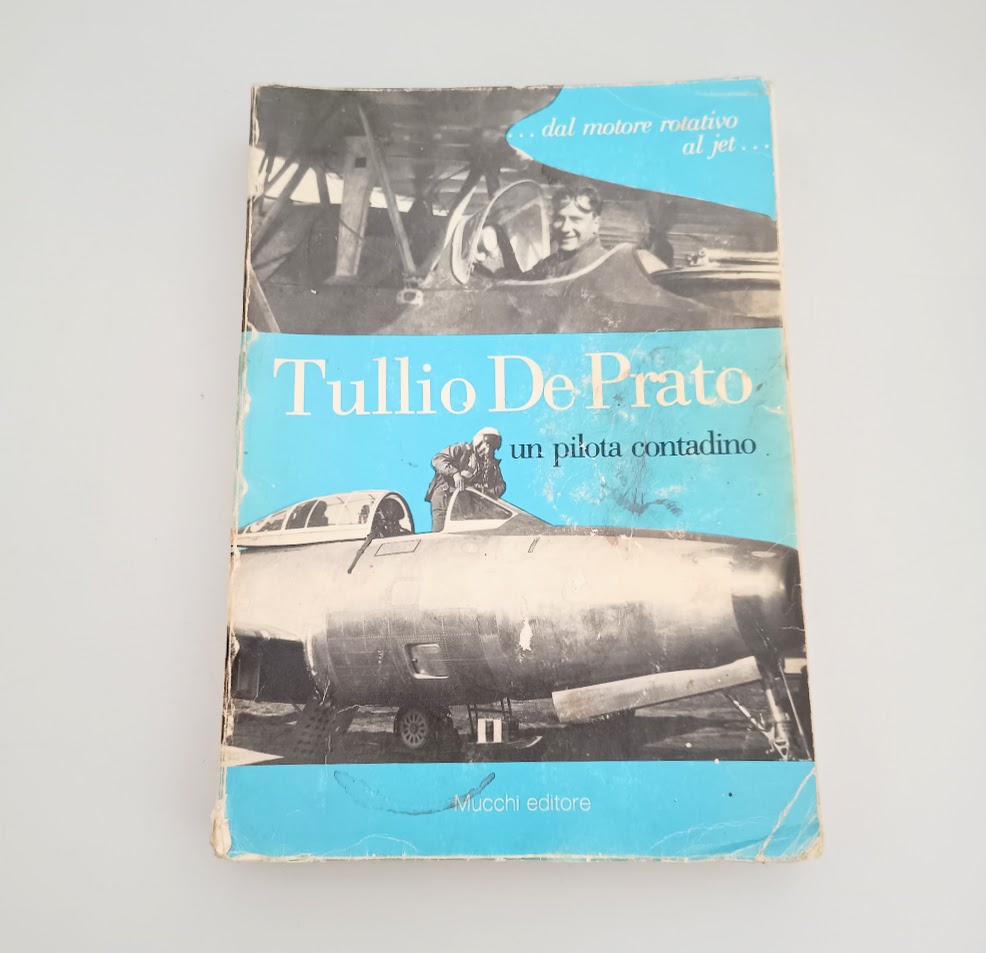 ...dal motore rotativo
al jet...
Tullio De Prato
un pilota contadino
Mucchi editore